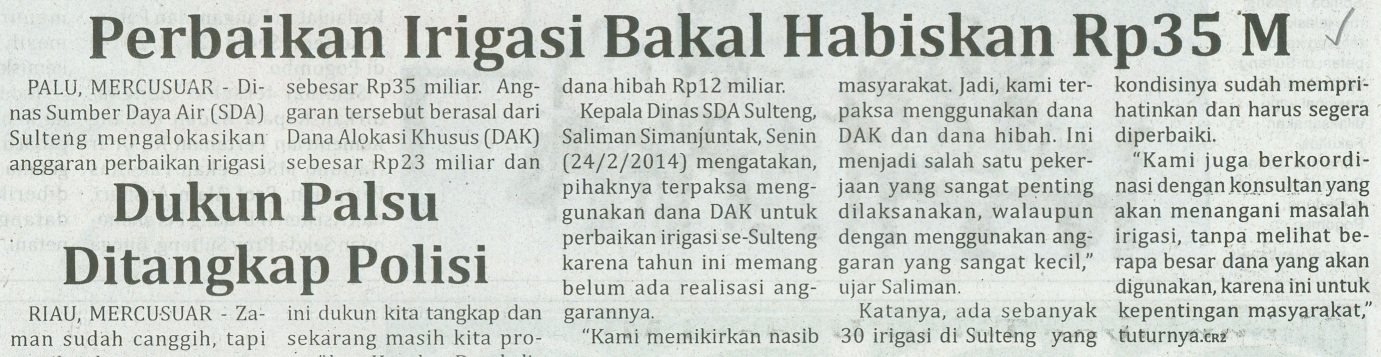 Perbaikan Irigasi Bakal Habiskan Rp35 M
PALU, MERCUSUAR - Di-
nas Sumber Daya Air (SDA)
Sulteng mengalokasikan
anggaran perbaikan irigasi
sebesar Rp35 miliar. Ang-
garan tersebut berasal dari
Dana Alokasi Khusus (DAK)
sebesar Rp23 miliar dan
dana hibah Rp12 miliar.
Kepala Dinas SDA Sulteng,
Saliman Simanjuntak, Senin
(24/2/2014) mengatakan,
pihaknya terpaksa meng-
gunakan dana DAK untuk
perbaikan irigasi se-Sulteng
karena tahun ini memang
belum ada realisasi ang-
garannya.
"Kami memikirkan nasib
masyarakat. Jadi, kami ter-
paksa menggunakan dana
DAK dan dana hibah. Ini
menjadi salah satu peker-
jaan yang sangat penting
dilaksanakan, walaupun
dengan menggunakan ang-
garan yang sangat kecil,"
ujar Saliman.
Katanya, ada sebanyak
30 irigasi di Sulteng yang
kondisinya sudah mempri-
hatinkan dan harus segera
diperbaiki.
"Kami juga berkoordi-
nasi dengan konsultan yang
akan menangani masalah
irigasi, tanpa melihat be-
rapa besar dana yang akan
digunakan, karena ini untuk
kepentingan masyarakat,"
tuturnya.CR2
Dukun Palsu
Ditangkap Polisi
RIAU, MERCUSUAR - Za-
man sudah canggih, tapi
ini dukun kita tangkap dan
sekarang masih kita pro-